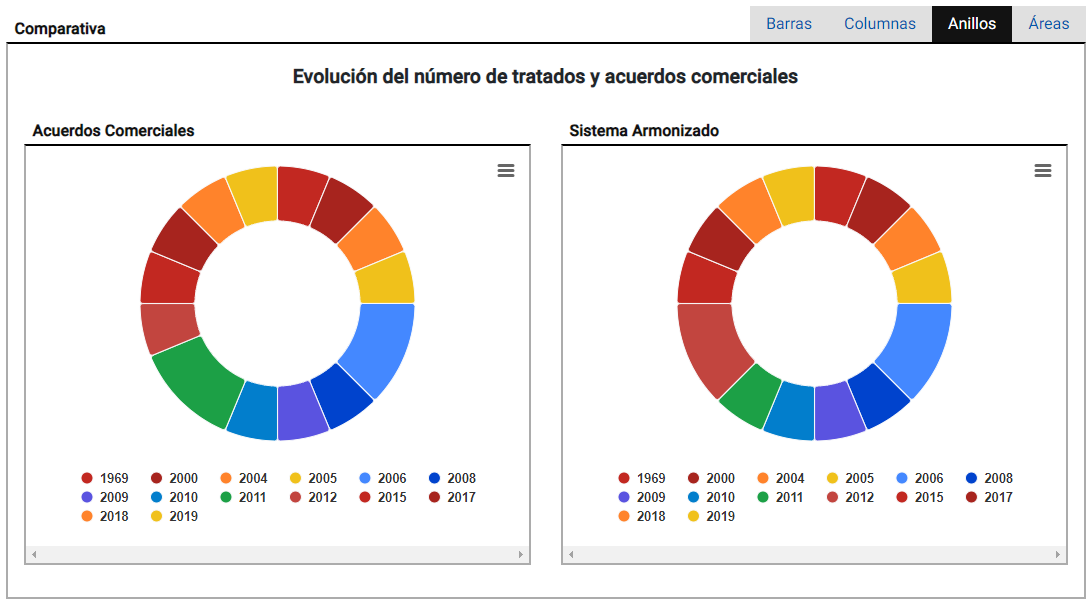 Comparativa
Barras Columnas Anillos Áreas
Evolución del número de tratados y acuerdos comerciales
Acuerdos Comerciales
1969 2000 2004 2005 2006 2008
2009 2010 2011 2012 2015 2017
2018 2019
Sistema Armonizado
1969 2000 2004 2005 2006 2008
2009 2010 2011 2012 2015 2017
2018 2019